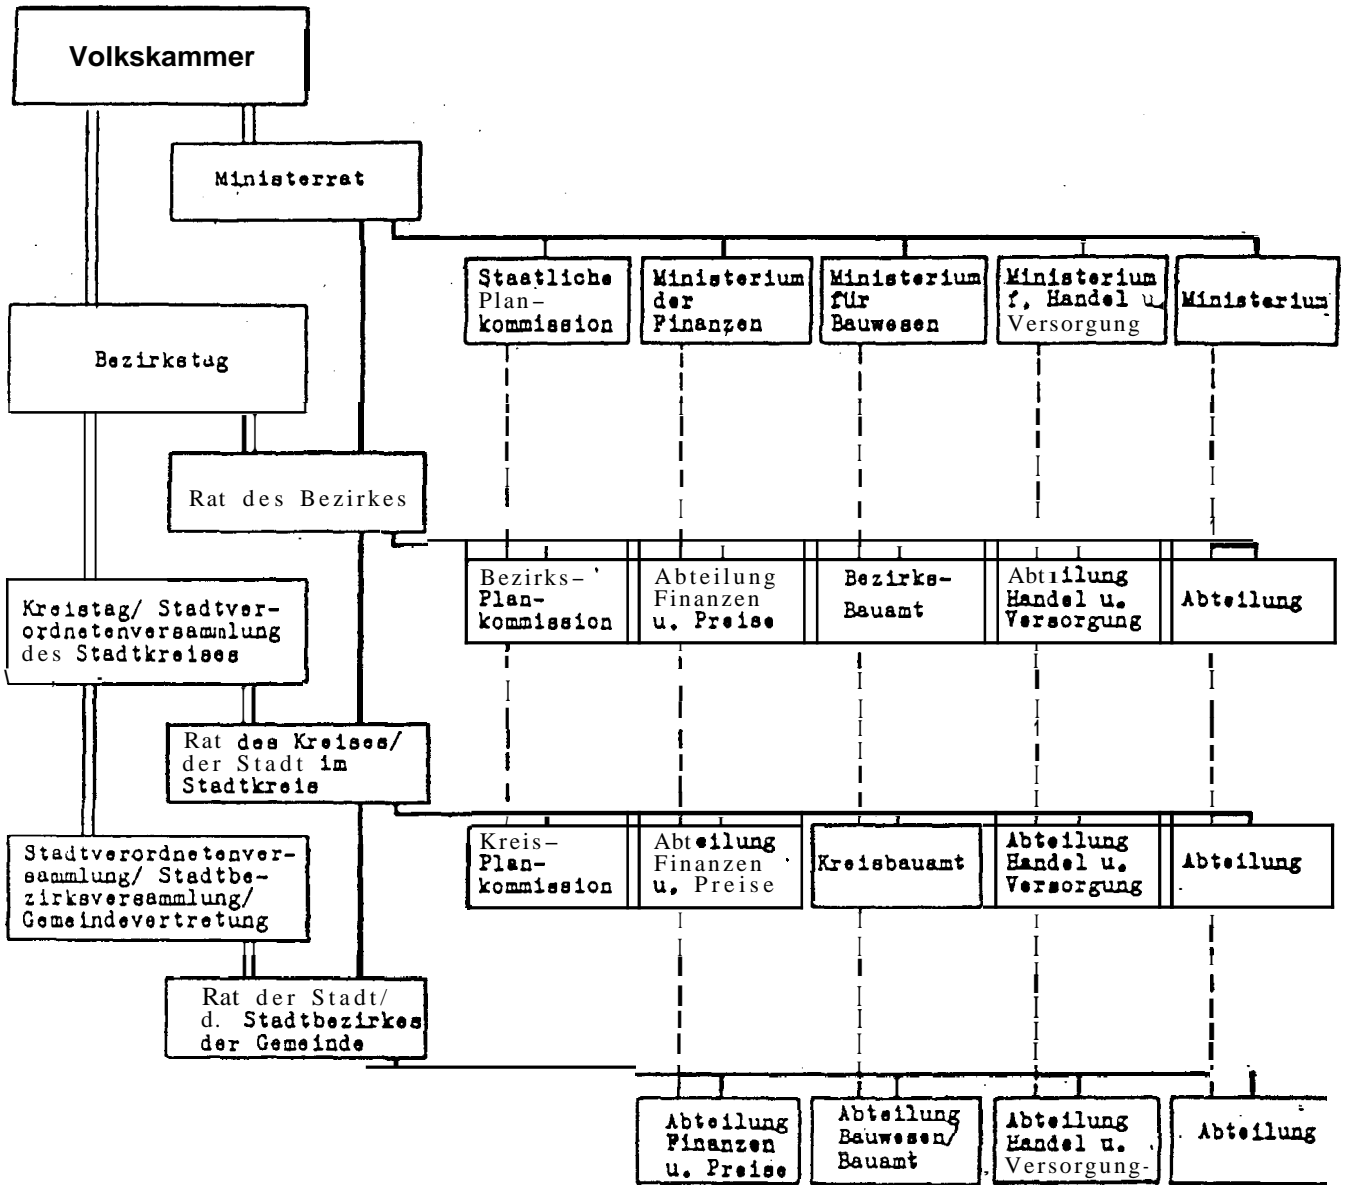 Volkskammer
Ministerrat
Staatliche
Plan-
kommission
Ministerium
der
Finanzen
Ministerium
für
Bauwesen
Ministerium
f. Handel u.
Versorgung
Ministerium
Bezirkstag
Rat des Bezirkes
Bezirks-
Plan-
kommission
Abteilung
Finanzen
u. Preise
Bezirks-
Bauamt
Abteilung
Handel u.
Versorgung
Abteilung
Kreistag/ Stadtver-
ordnetenversammlung
des Stadtkreises
Rat des Kreises/
der Stadt im
Stadtkreis
Kreis-
Plan-
kommission
Abteilung
Finanzen
u. Preise
Kreisbauamt
Abteilung
Handel u.
Versorgung
Abteilung
Stadtverordnetenver-
sammlung/ Stadtbe-
zirksversammlung/
Gemeindevertretung
Rat der Stadt/
d. Stadtbezirkes
der Gemeinde
Abteilung
Finanzen
u. Preise
Abteilung
Bauwesen/
Bauamt
Abteilung
Handel u.
Versorgung-
Abteilung